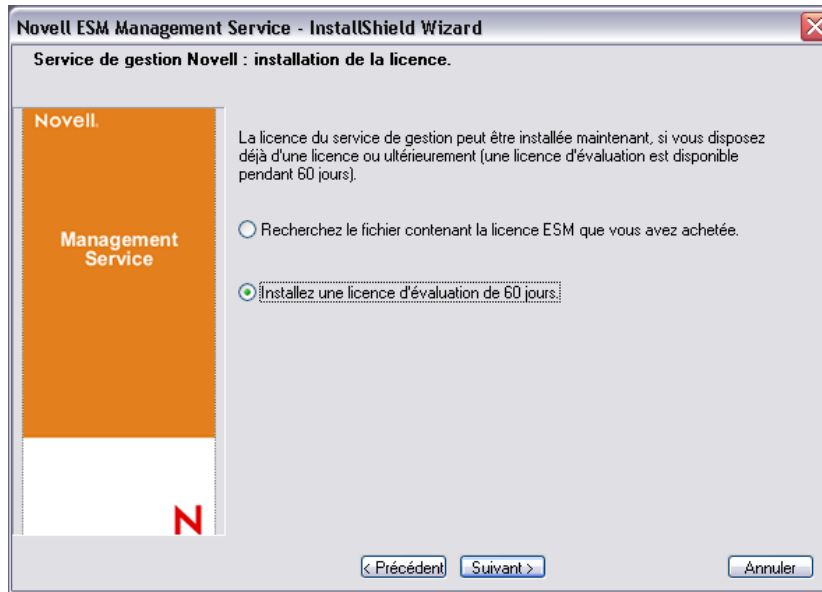 Novell ESM Management Service - InstallShield Wizard
Service de gestion Novell : installation de la licence.
Novell.
Management
Service
N
La licence du service de gestion peut être installée maintenant, si vous disposez
déjà d'une licence ou ultérieurement (une licence d'évaluation est disponible
pendant 60 jours).
Recherchez le fichier contenant la licence ESM que vous avez achetée.
Installez une licence d'évaluation de 60 jours.
< Précédent
Suivant >
Annuler